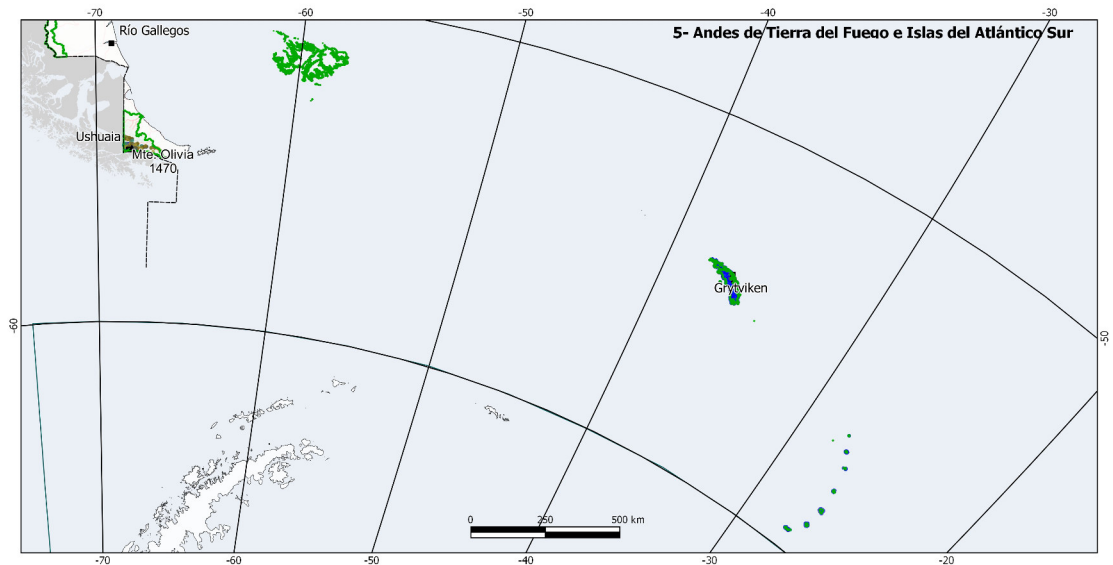 -70
-60
-50
-40
-30
5- Andes de Tierra del Fuego e Islas del Atlántico Sur
Río Gallegos
Ushuaia
Mte. Olivia
1470
Grytviken
-60
-50
0
250
500 km
-70
-60
-50
-40
-30
-20